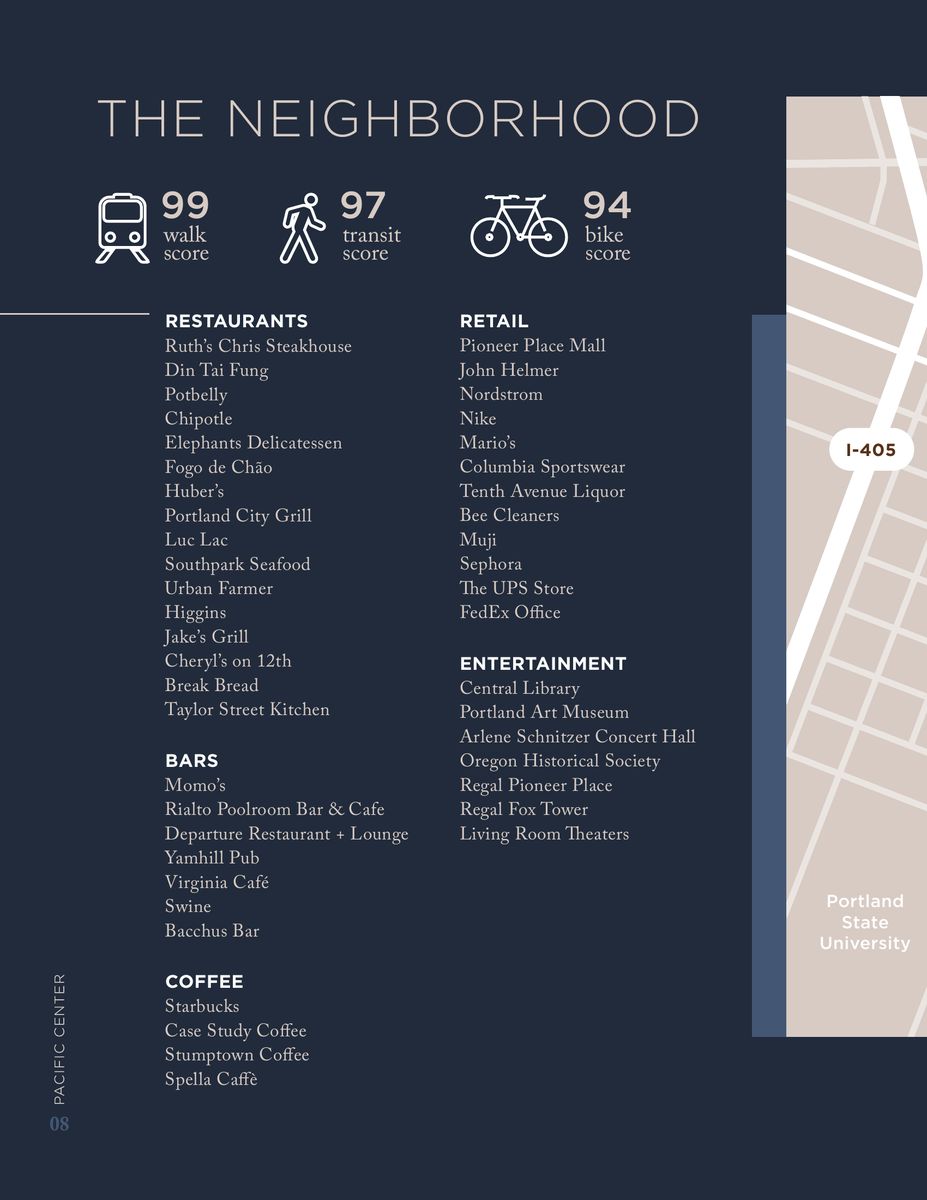 THE NEIGHBORHOOD
99
walk
score
97
transit
score
94
bike
score
RESTAURANTS
Ruth's Chris Steakhouse
Din Tai Fung
Potbelly
Chipotle
Elephants Delicatessen
Fogo de Chão
Huber's
Portland City Grill
Luc Lac
Southpark Seafood
Urban Farmer
Higgins
Jake's Grill
Cheryl's on 12th
Break Bread
Taylor Street Kitchen
BARS
Momo's
Rialto Poolroom Bar & Cafe
Departure Restaurant + Lounge
Yamhill Pub
Virginia Café
Swine
Bacchus Bar
COFFEE
Starbucks
Case Study Coffee
Stumptown Coffee
Spella Caffè
RETAIL
Pioneer Place Mall
John Helmer
Nordstrom
Nike
Mario's
Columbia Sportswear
Tenth Avenue Liquor
Bee Cleaners
Muji
Sephora
The UPS Store
FedEx Office
ENTERTAINMENT
Central Library
Portland Art Museum
Arlene Schnitzer Concert Hall
Oregon Historical Society
Regal Pioneer Place
Regal Fox Tower
Living Room Theaters
I-405
Portland
State
University
PACIFIC CENTER
08